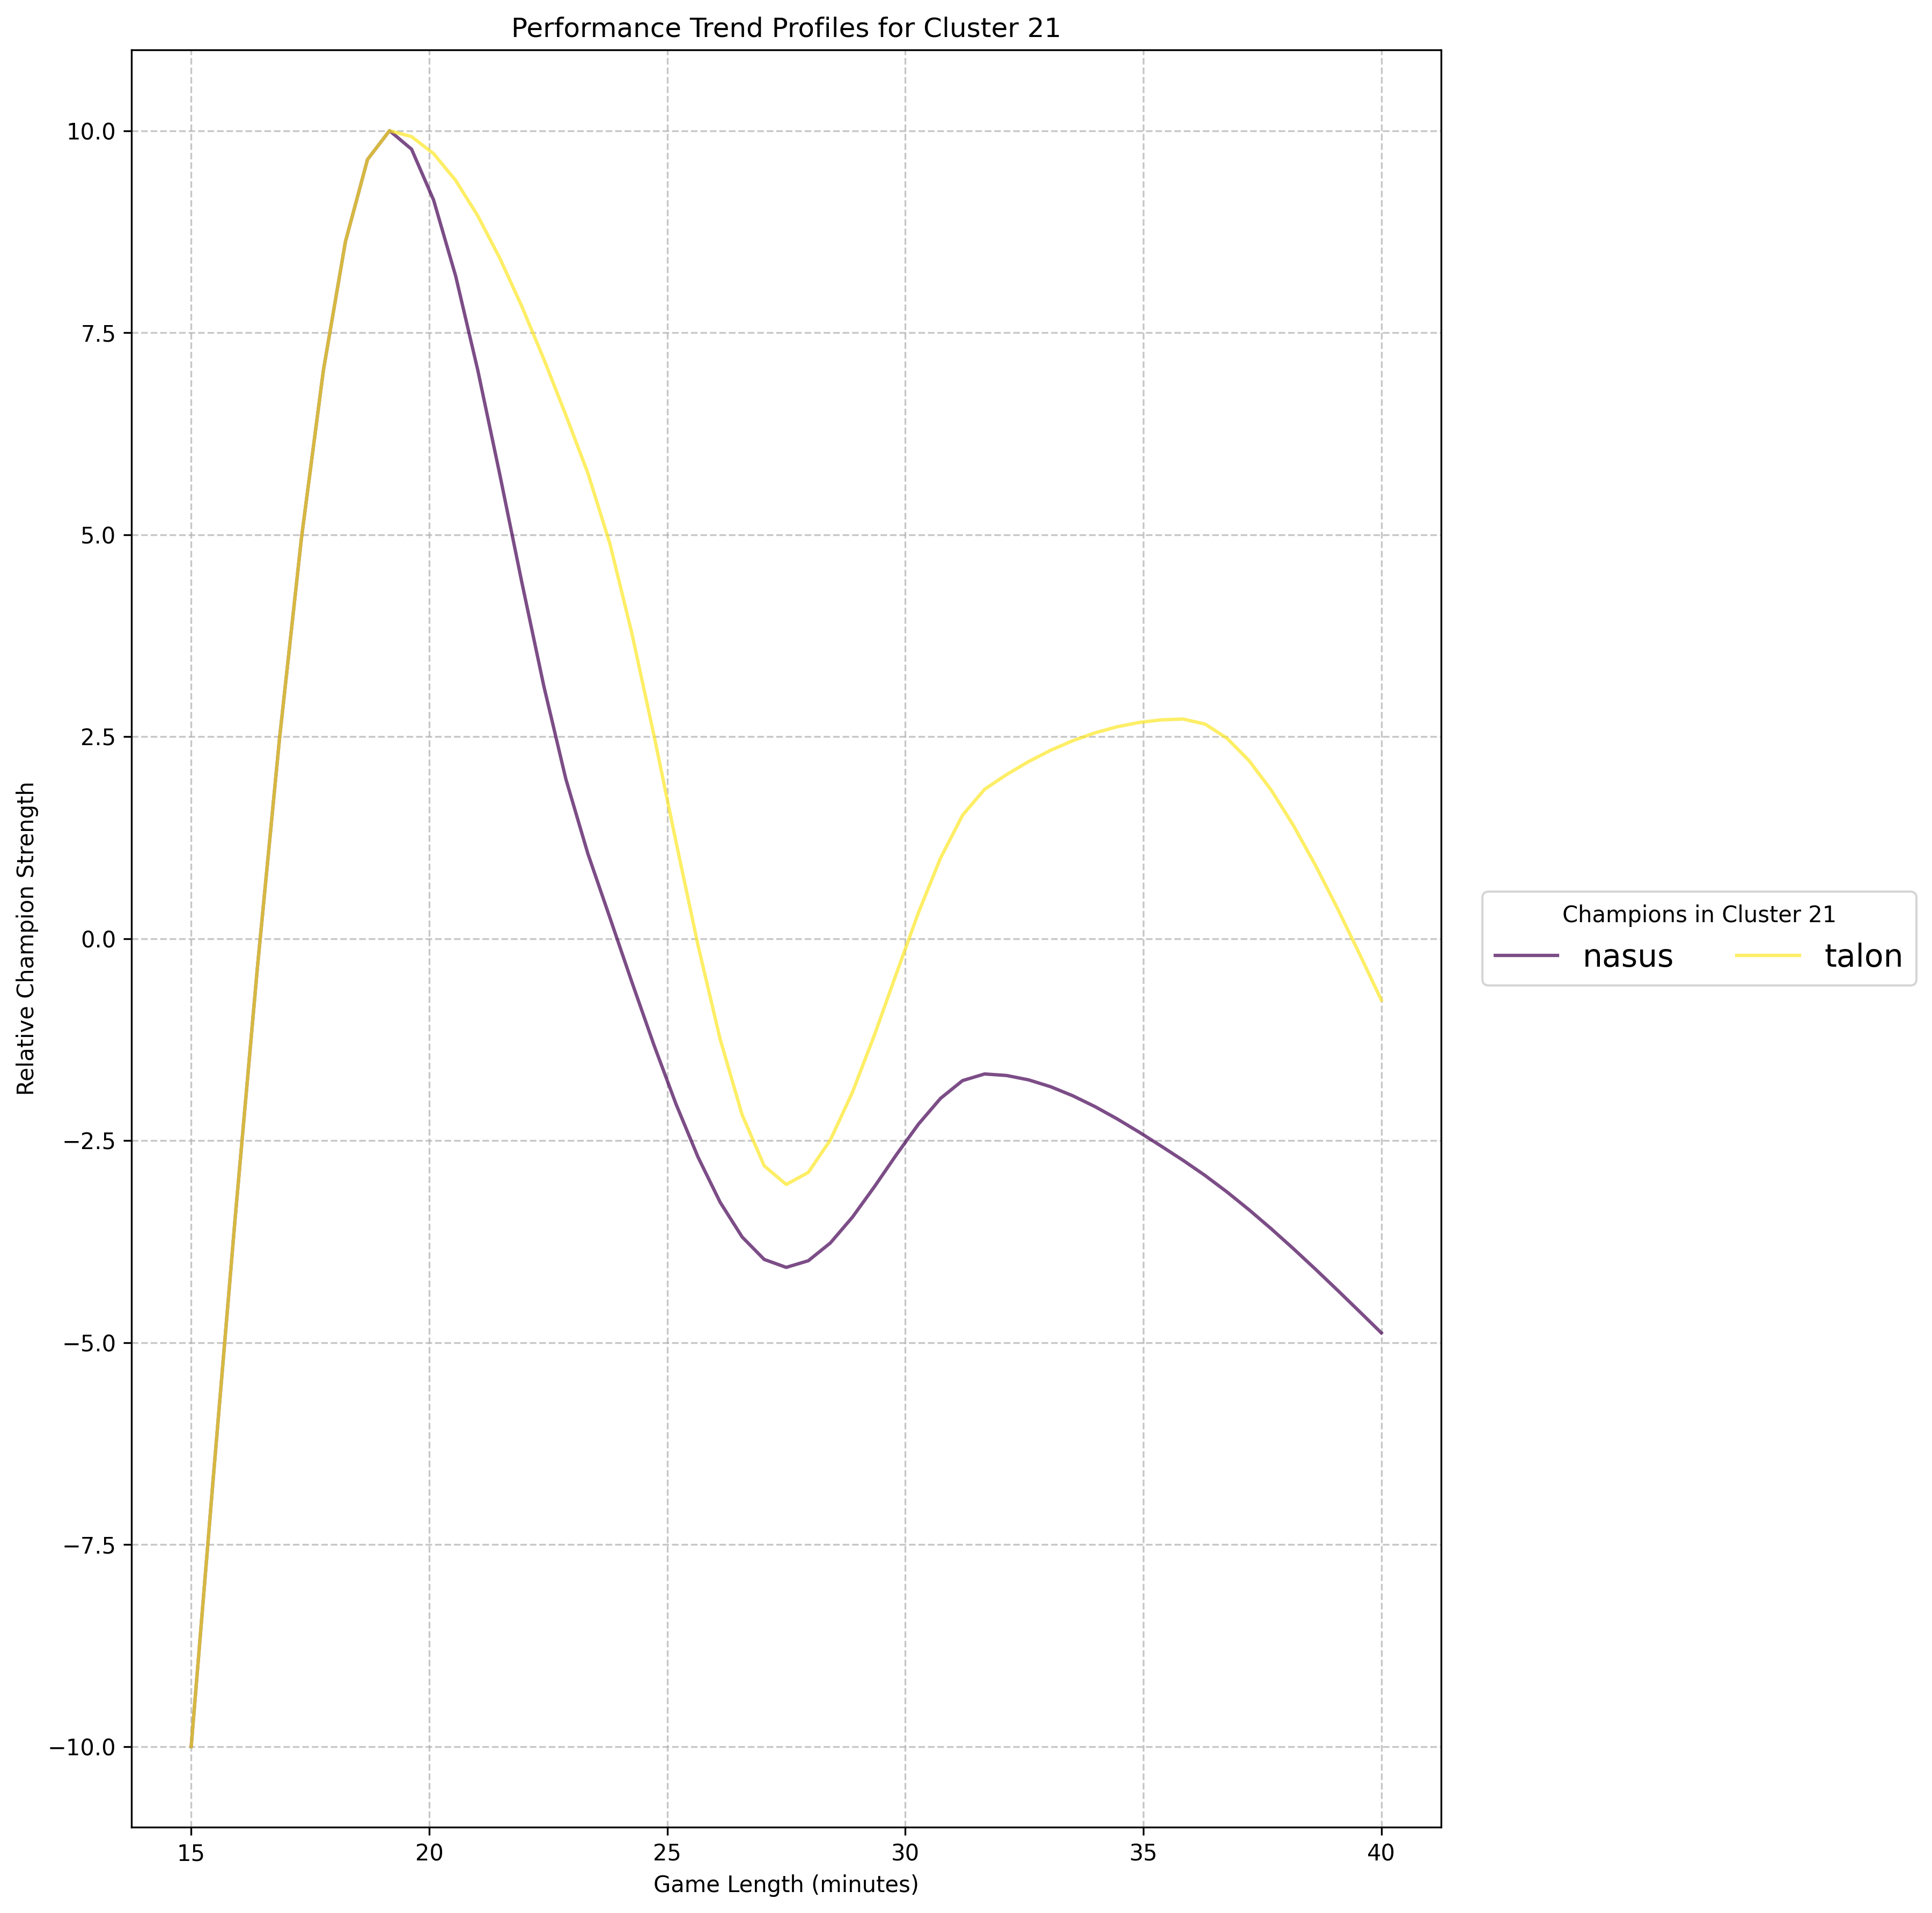 Performance Trend Profiles for Cluster 21
Relative Champion Strength
10.0
7.5
5.0
2.5
0.0
−2.5
−5.0
−7.5
−10.0
15 20 25 30 35 40
Game Length (minutes)
Champions in Cluster 21
nasus talon